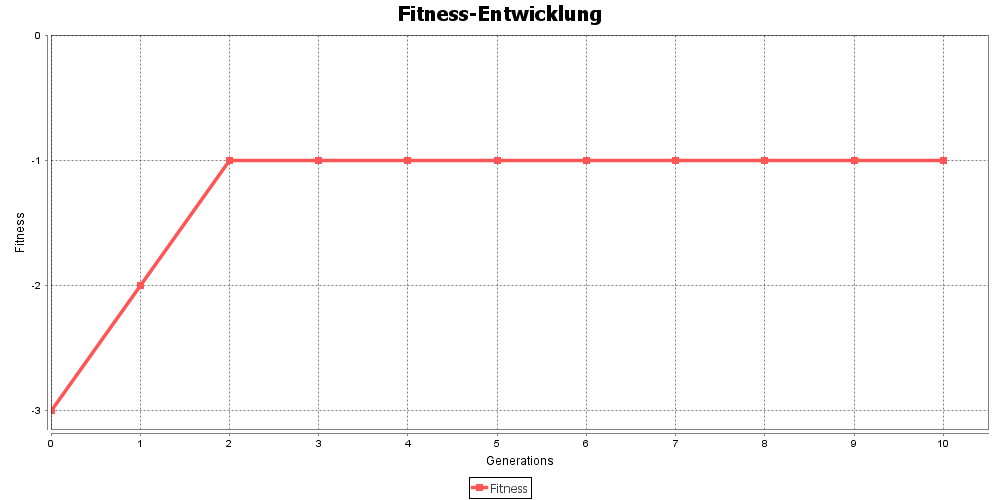 Fitness-Entwicklung
0
-1
-2
-3
Fitness
0 1 2 3 4 5 6 7 8 9 10
Generations
Fitness